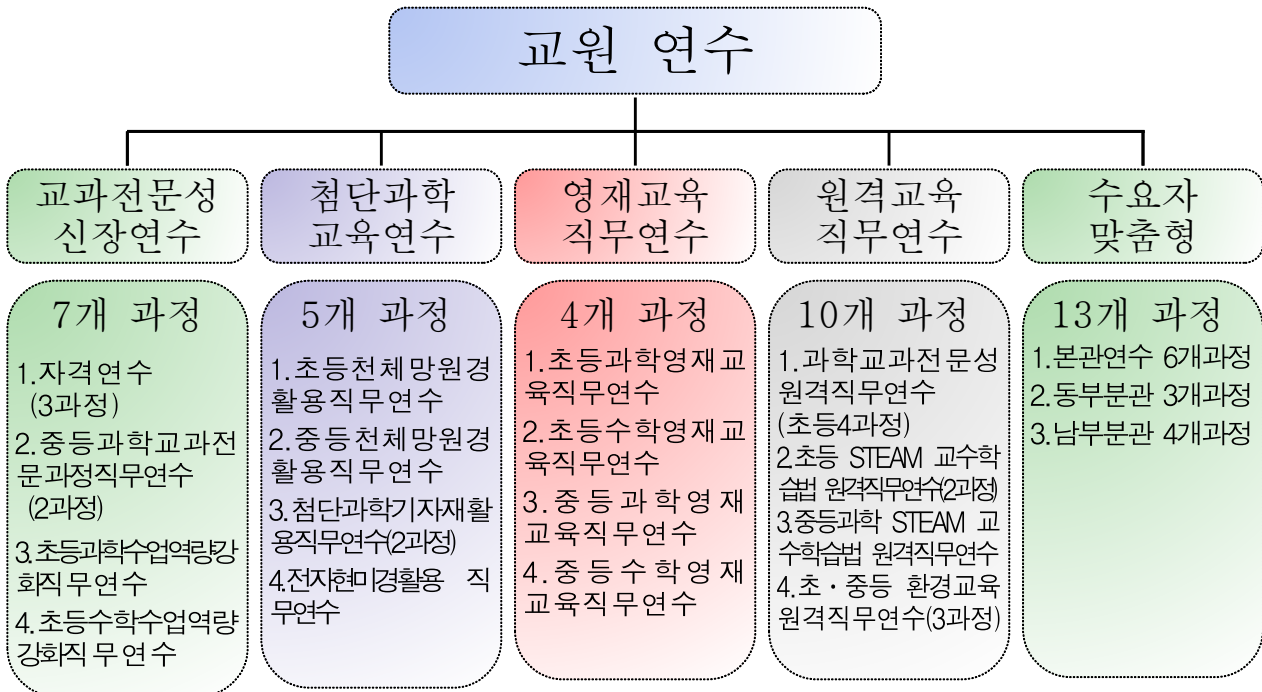 교원 연수
교과전문성
신장연수
첨단과학
교육연수
영재교육
직무연수
원격교육
직무연수
수요자
맞춤형
7개 과정
1.자격연수
(3과정)
2.중등과학교과전
문과정직무연수
(2과정)
3.초등과학수업역량강
화직무연수
4.초등수학수업역량
강화직무연수
5개 과정
1.초등천체망원경
활용직무연수
2.중등천체망원경
활용직무연수
3.첨단과학기자재활
용직무연수(2과정)
4.전자현미경활용 직
무연수
4개 과정
1.초등과학영재교
육직무연수
2.초등수학영재교
육직무연수
3.중등과학영재
교육직무연수
4.중등수학영재
교육직무연수
10개 과정
1.과학교과전문성
원격직무연수
(초등4과정)
2.초등 STEAM 교수학
습법 원격직무연수(2과정)
3.중등과학 STEAM 교
수학습법 원격직무연수
4.초·중등 환경교육
원격직무연수(3과정)
13개 과정
1.본관연수 6개과정
2.동부분관 3개과정
3.남부분관 4개과정